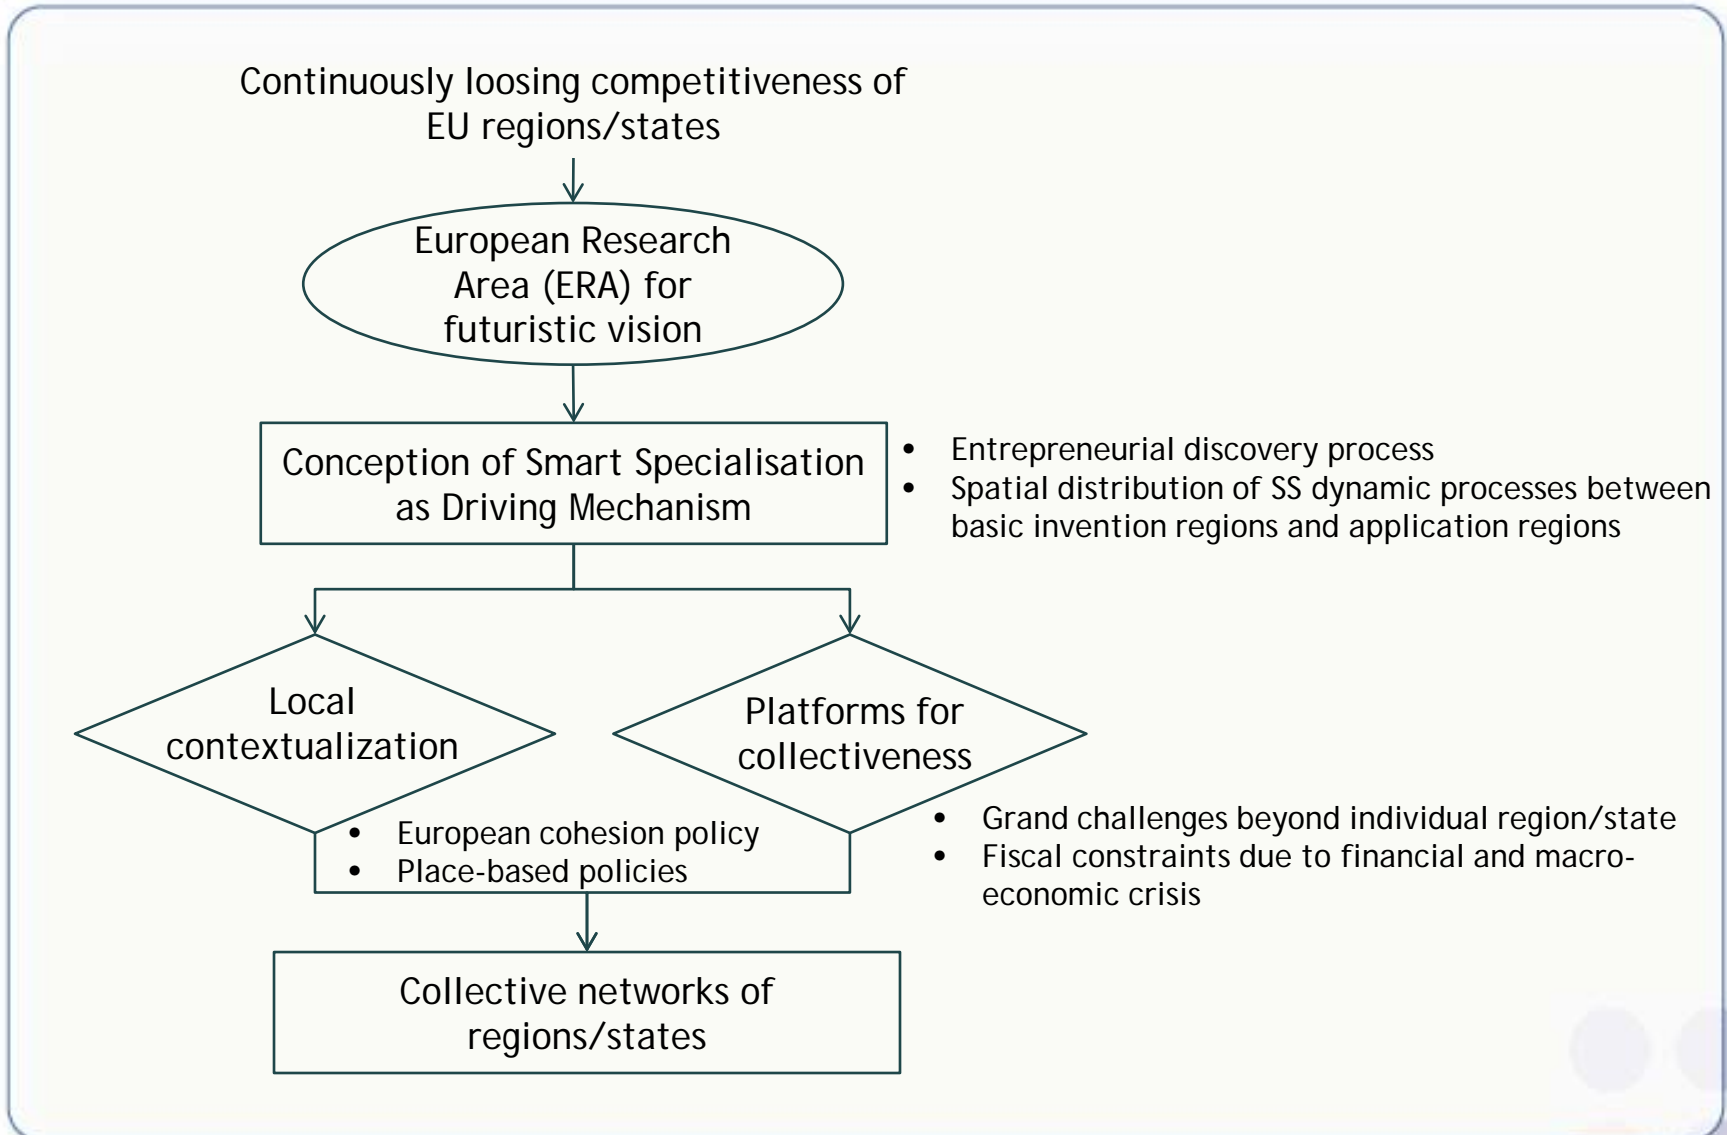 Continuously loosing competitiveness of
EU regions/states
European Research
Area (ERA) for
futuristic vision
Conception of Smart Specialisation
as Driving Mechanism
• Entrepreneurial discovery process
• Spatial distribution of SS dynamic processes between
basic invention regions and application regions
Local
contextualization
Platforms for
collectiveness
• European cohesion policy
• Place-based policies
• Grand challenges beyond individual region/state
• Fiscal constraints due to financial and macro-
economic crisis
Collective networks of
regions/states